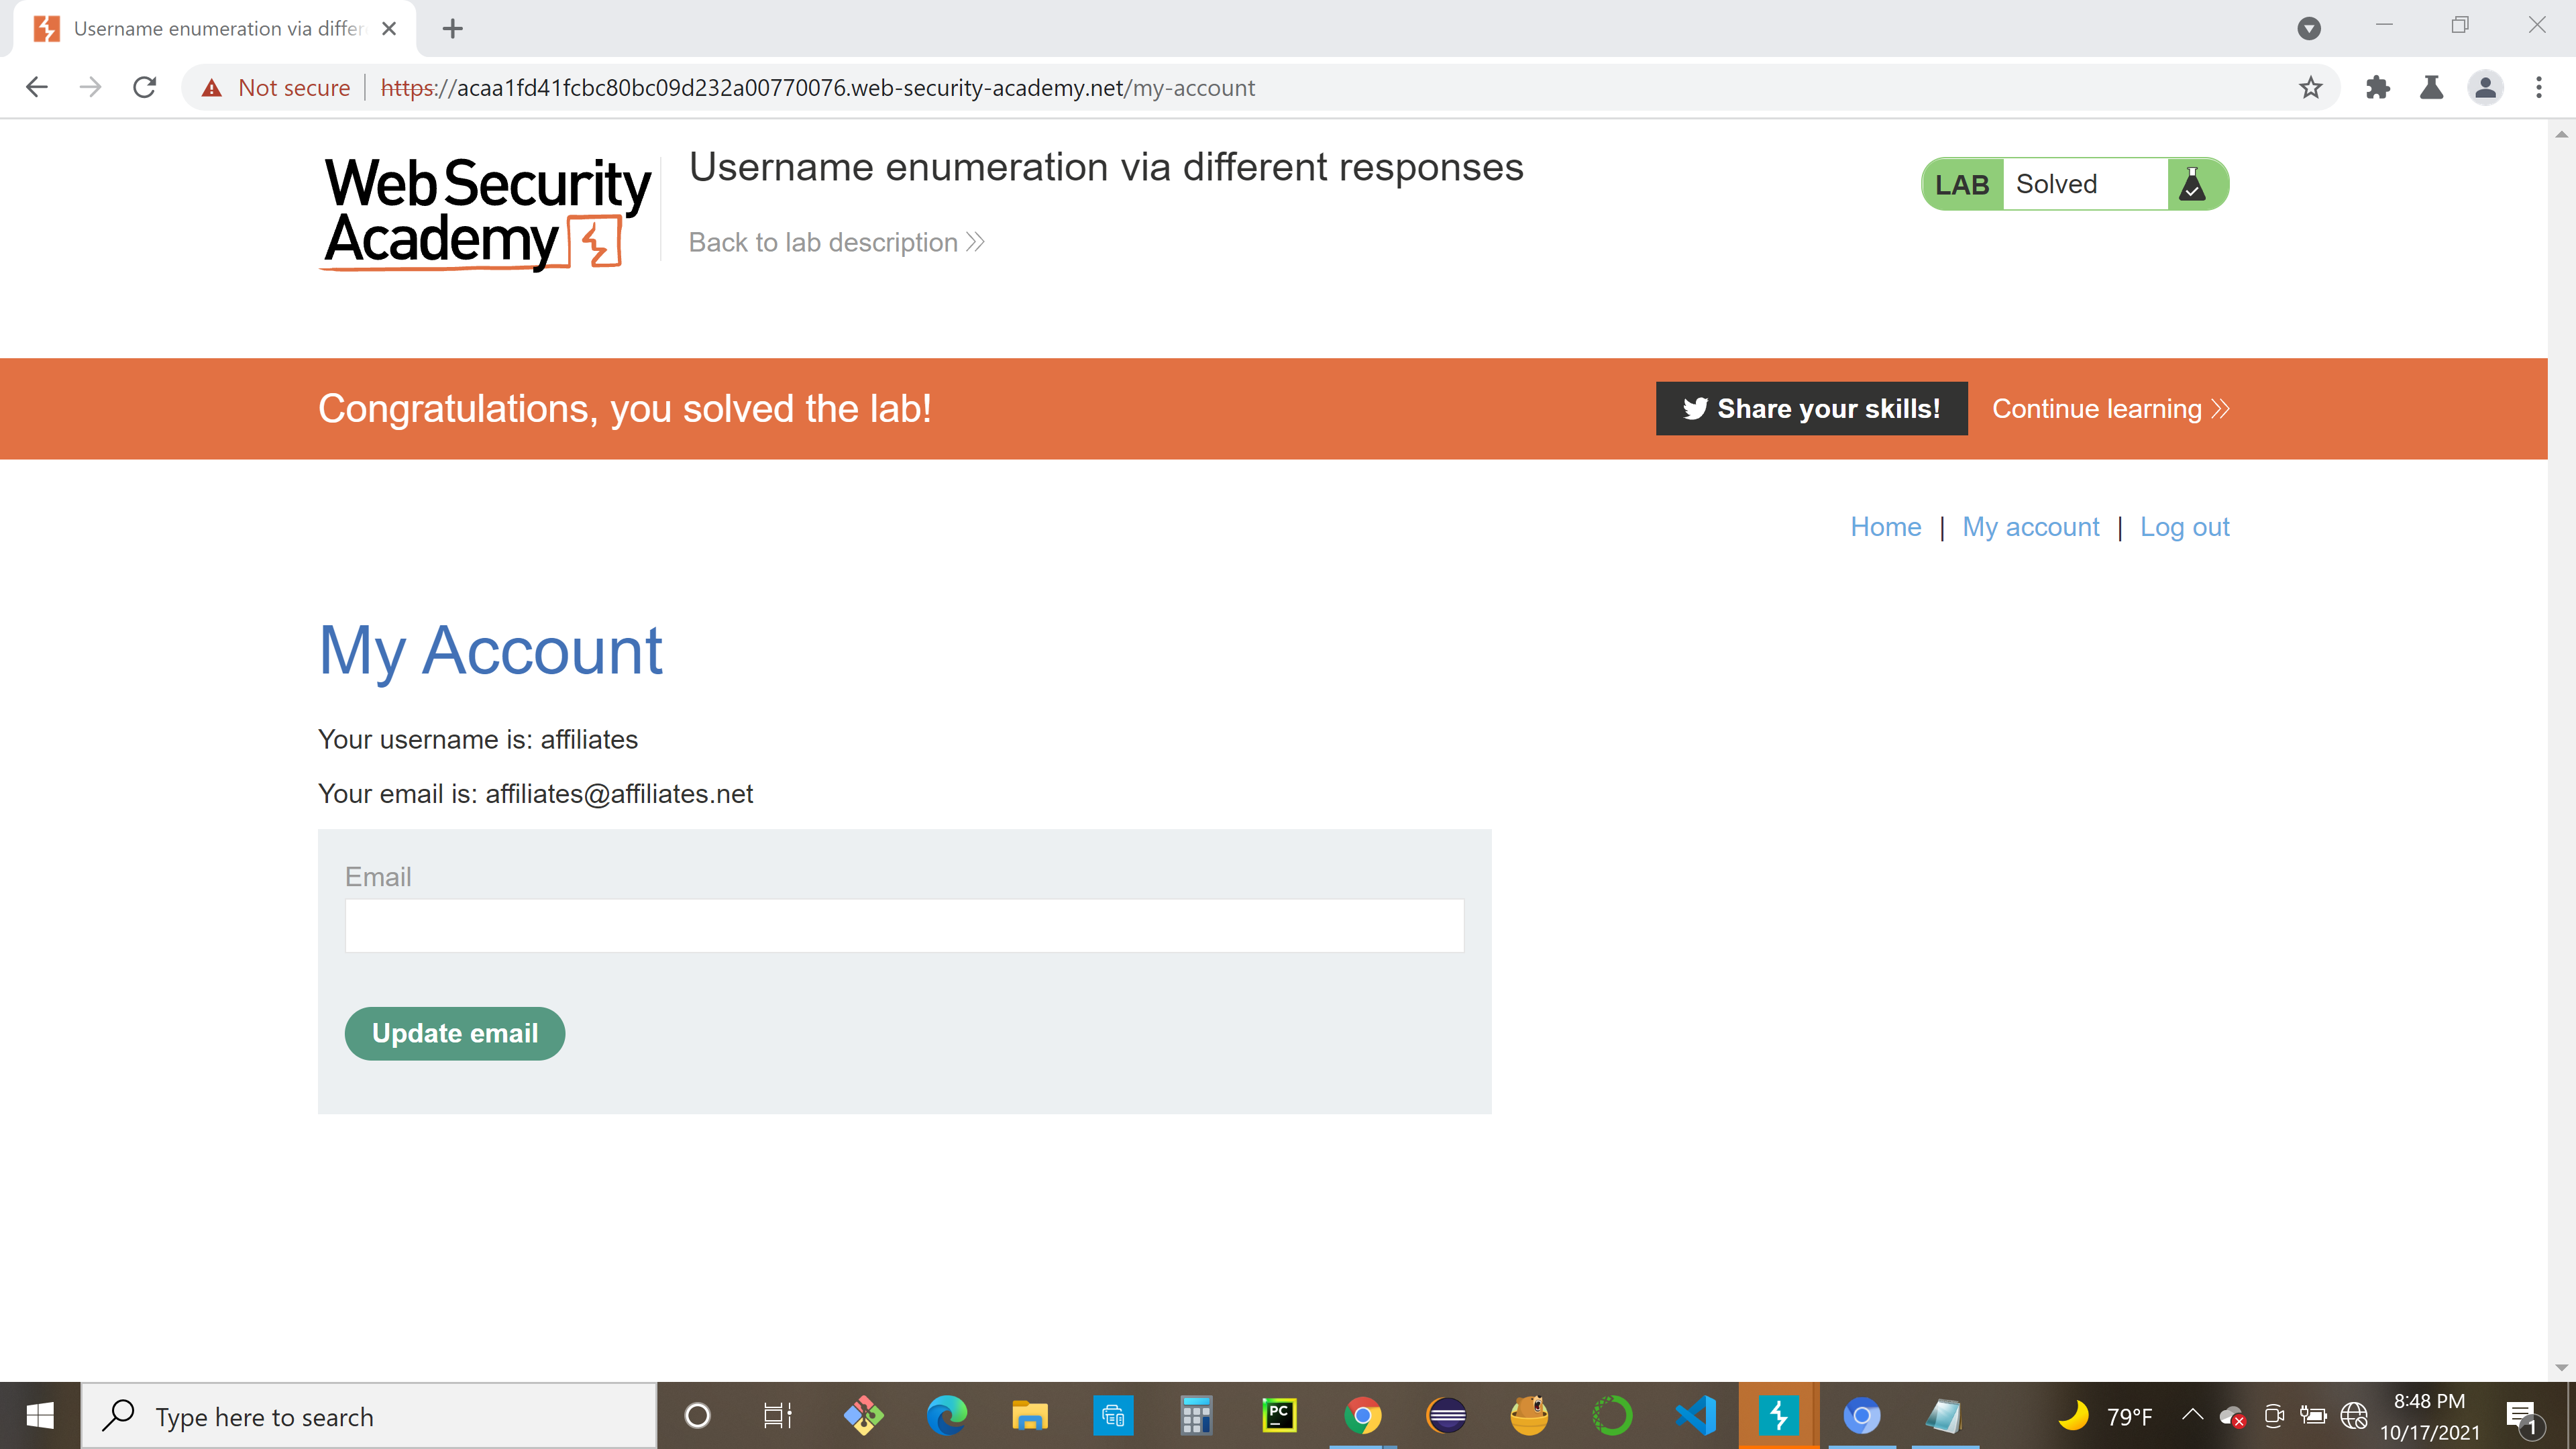 Username enumeration via differ
Not secure
https://acaa1fd41fcbc80bc09d232a00770076.web-security-academy.net/my-account
Web Security
Academy
Username enumeration via different responses
Back to lab description
LAB Solved
Congratulations, you solved the lab!
Share your skills!
Continue learning
Home | My account | Log out
My Account
Your username is: affiliates
Your email is: affiliates@affiliates.net
Email
Update email
Type here to search
PC
79°F
8:48 PM
10/17/2021
1